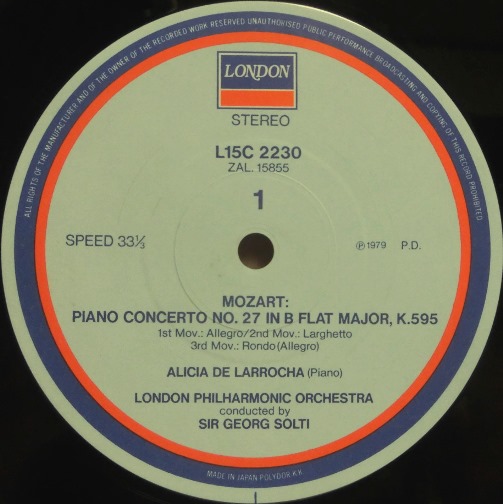 ALL RIGHTS OF THE MANUFACTURER AND OF THE OWNER OF THE RECORDED WORK RESERVED UNAUTHORISED PUBLIC PERFORMANCE BROADCASTING AND COPYING OF THIS RECORD PROHIBITED
LONDON
STEREO
L15C 2230
ZAL. 15855
1
SPEED 33⅓ ℗1979 P.D.
MOZART:
PIANO CONCERTO NO. 27 IN B FLAT MAJOR, K.595
1st Mov.: Allegro/2nd Mov.: Larghetto
3rd Mov.: Rondo(Allegro)
ALICIA DE LARROCHA (Piano)
LONDON PHILHARMONIC ORCHESTRA
conducted by
SIR GEORG SOLTI
MADE IN JAPAN POLYDOR K.K.